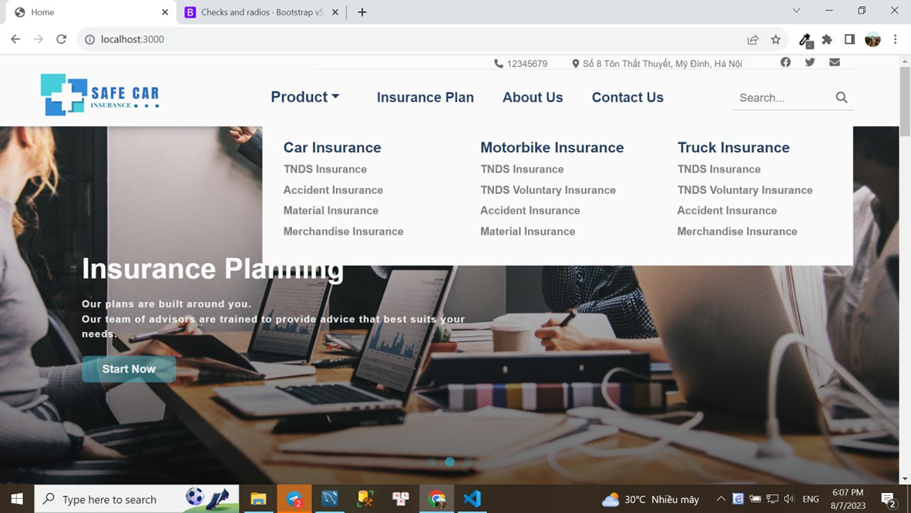 Home
Checks and radios · Bootstrap v5
localhost:3000
12345679
Số 8 Tôn Thất Thuyết, Mỹ Đình, Hà Nội
SAFE CAR
INSURANCE
Product
Insurance Plan
About Us
Contact Us
Search...
Car Insurance
TNDS Insurance
Accident Insurance
Material Insurance
Merchandise Insurance
Motorbike Insurance
TNDS Insurance
TNDS Voluntary Insurance
Accident Insurance
Material Insurance
Truck Insurance
TNDS Insurance
TNDS Voluntary Insurance
Accident Insurance
Merchandise Insurance
Insurance Planning
Our plans are built around you.
Our team of advisors are trained to provide advice that best suits your
needs.
Start Now
Type here to search
2
30°C Nhiều mây
ENG
6:07 PM
8/7/2023
2